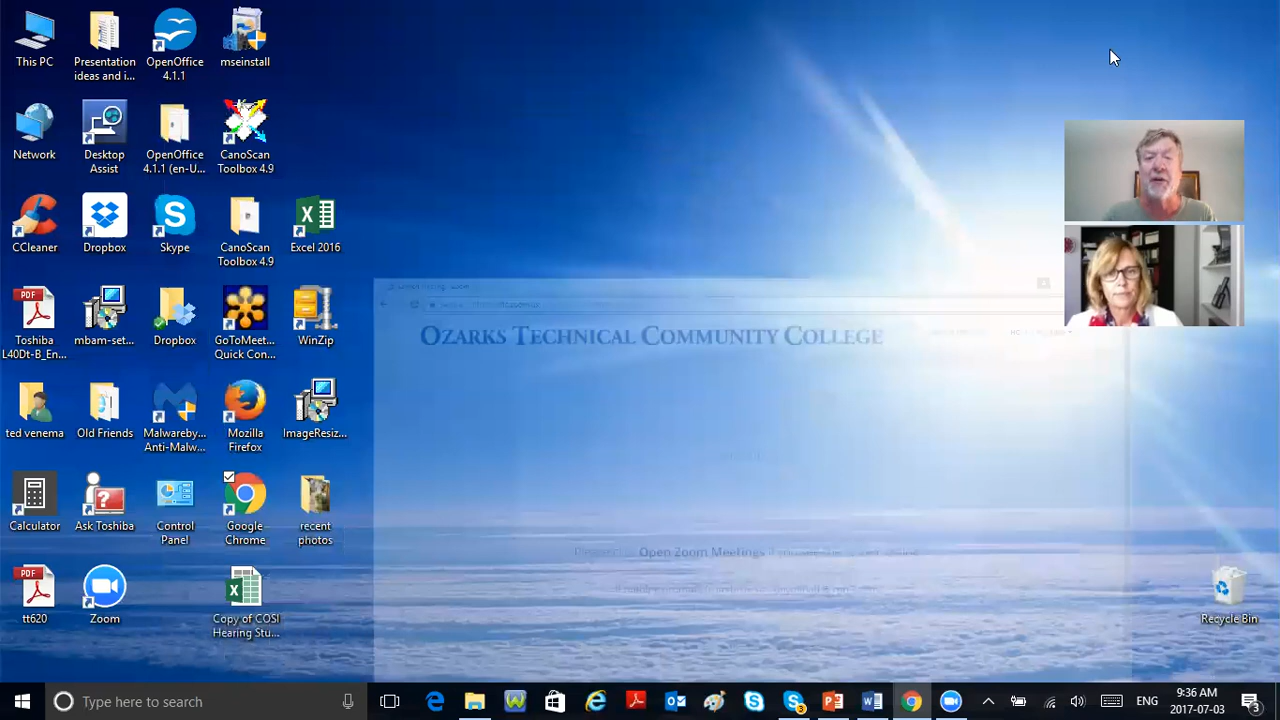 This PC
Presentation
ideas and i...
OpenOffice
4.1.1
mseinstall
Network
Desktop
Assist
OpenOffice
4.1.1 (en-U...
CanoScan
Toolbox 4.9
CCleaner
Dropbox
Skype
CanoScan
Toolbox 4.9
Excel 2016
OZARKS TECHNICAL COMMUNITY COLLEGE
PDF
Toshiba
L40Dt-B_En...
mbam-set...
Dropbox
GoToMeet...
Quick Con...
WinZip
ted venema
Old Friends
Malwareby...
Anti-Malw...
Mozilla
Firefox
ImageResiz...
Calculator
Ask Toshiba
Control
Panel
Google
Chrome
recent
photos
Open Zoom Meetings
PDF
tt620
Zoom
Copy of COSI
Hearing Stu...
Recycle Bin
Type here to search
3
ENG
9:36 AM
2017-07-03
3